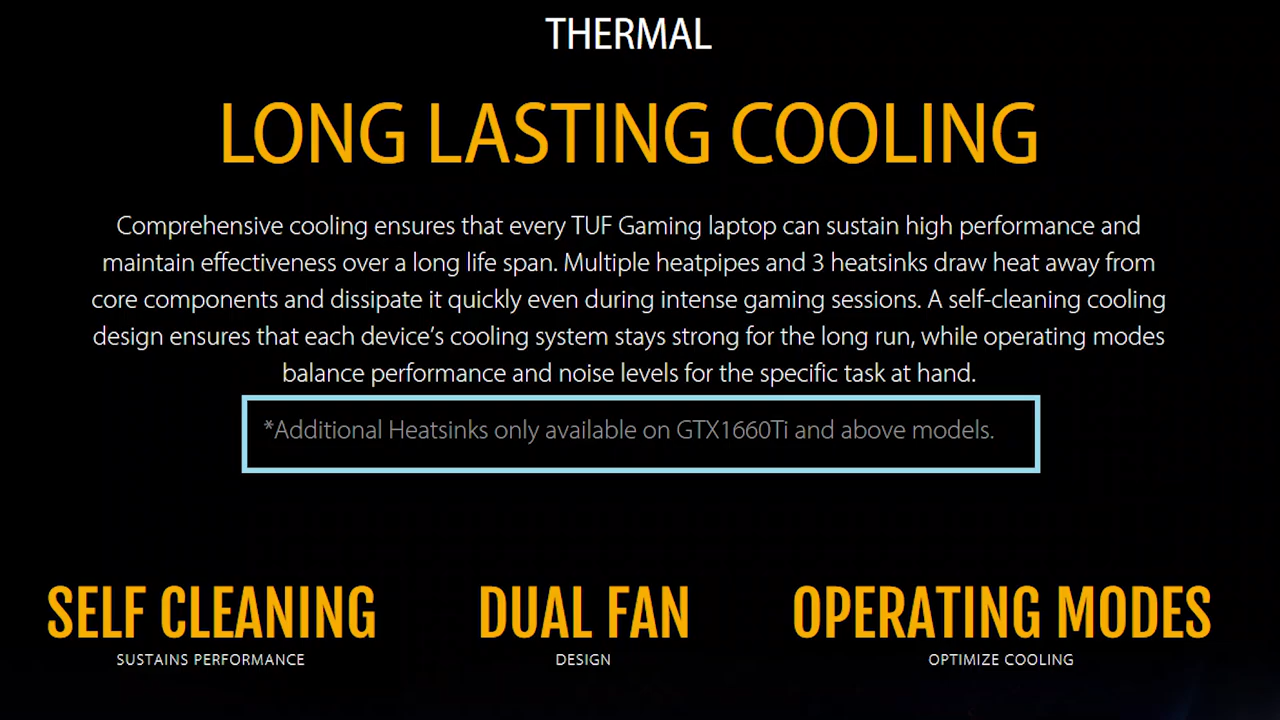 THERMAL
LONG LASTING COOLING
Comprehensive cooling ensures that every TUF Gaming laptop can sustain high performance and
maintain effectiveness over a long life span. Multiple heatpipes and 3 heatsinks draw heat away from
core components and dissipate it quickly even during intense gaming sessions. A self-cleaning cooling
design ensures that each device’s cooling system stays strong for the long run, while operating modes
balance performance and noise levels for the specific task at hand.
*Additional Heatsinks only available on GTX1660Ti and above models.
SELF CLEANING
SUSTAINS PERFORMANCE
DUAL FAN
DESIGN
OPERATING MODES
OPTIMIZE COOLING